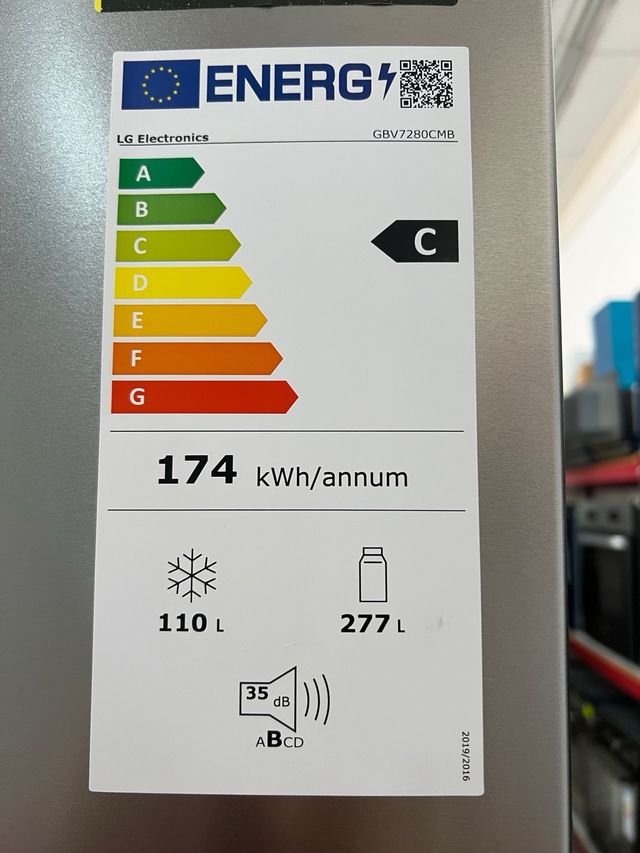 ENERG
LG Electronics GBV7280CMB
A
B
C C
D
E
F
G
174 kWh/annum
110 L 277 L
35 dB
ABCD
2019/2016